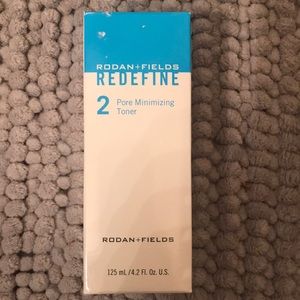 RODAN+FIELDS
REDEFINE
2 Pore Minimizing
Toner
RODAN+FIELDS
125 mL/4.2 Fl. Oz. U.S.